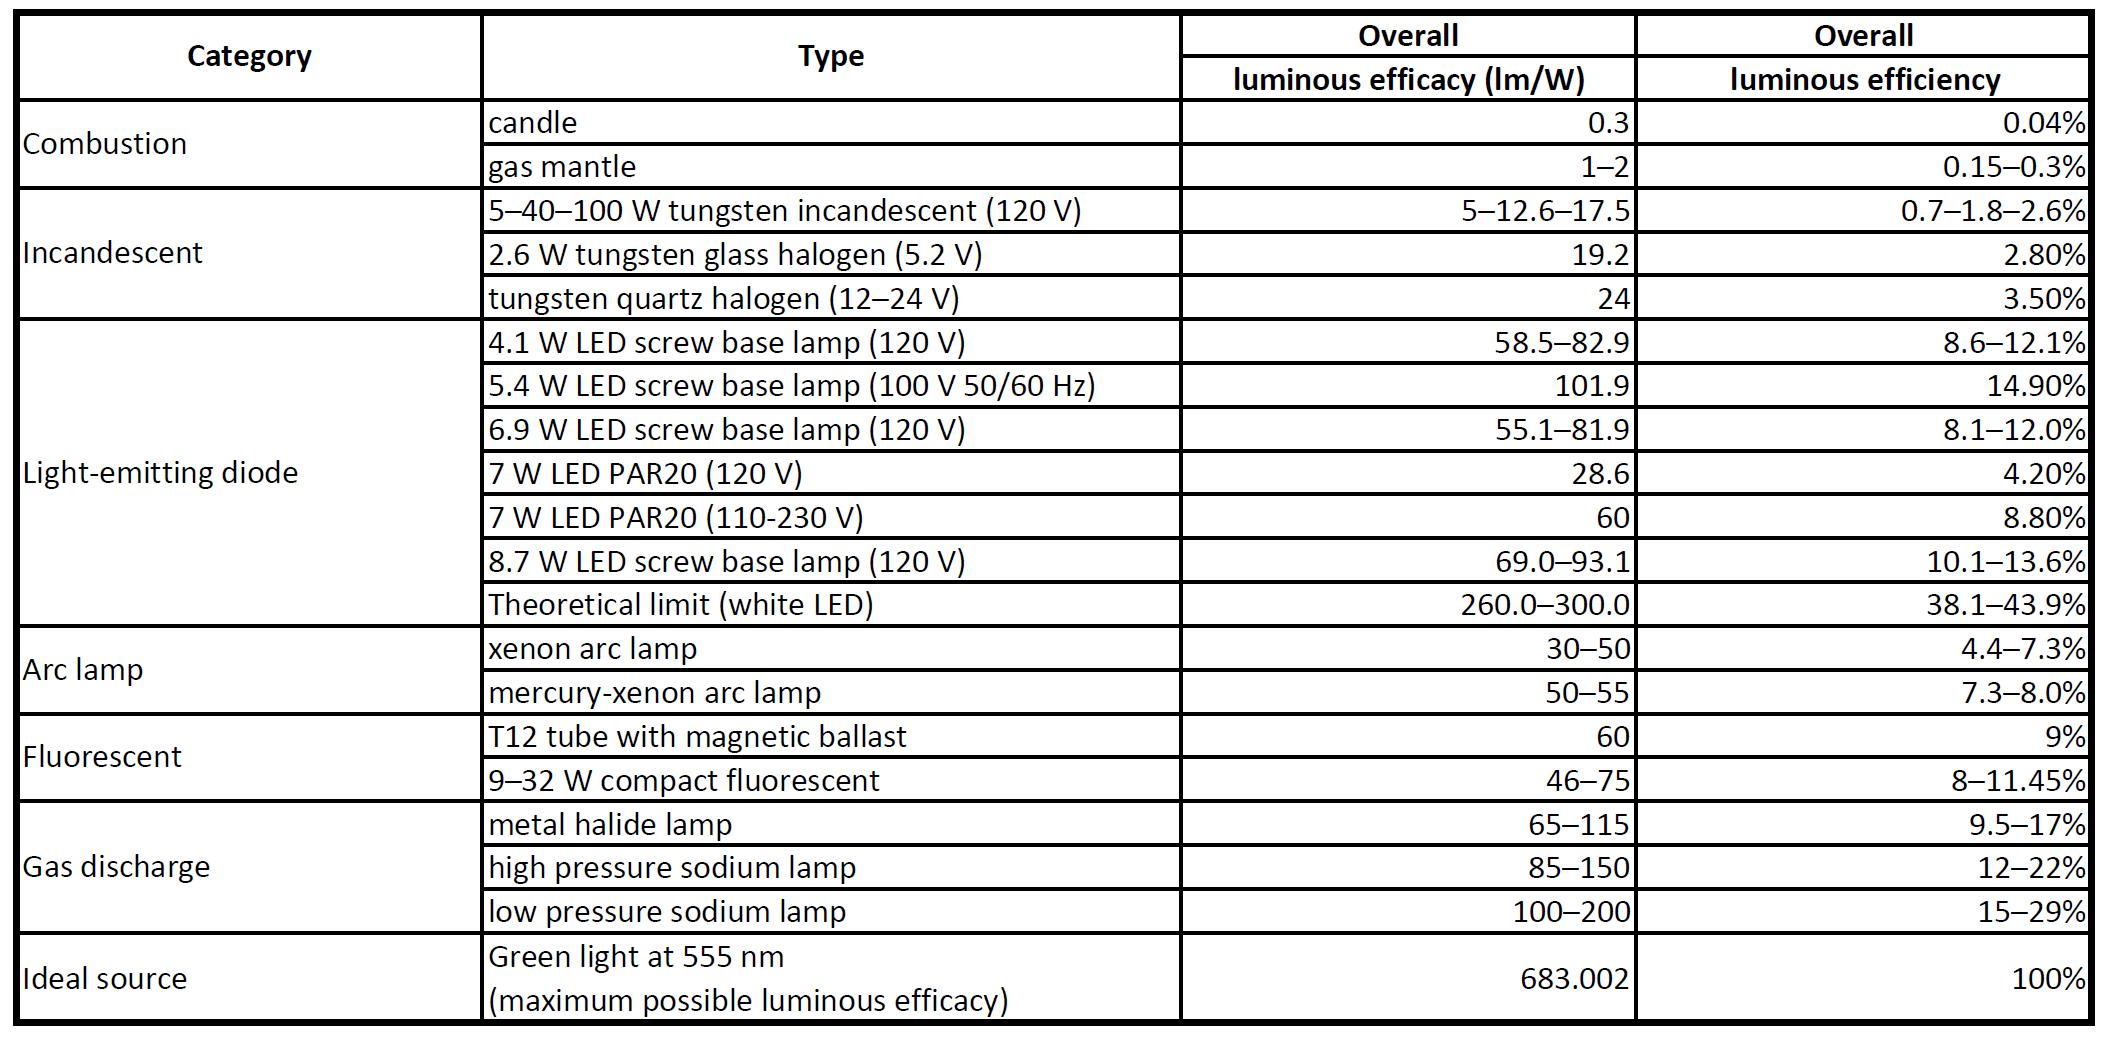 Category Type Overall Overall
luminous efficacy (lm/W) luminous efficiency
Combustion candle 0.3 0.04%
gas mantle 1–2 0.15–0.3%
Incandescent 5–40–100 W tungsten incandescent (120 V) 5–12.6–17.5 0.7–1.8–2.6%
2.6 W tungsten glass halogen (5.2 V) 19.2 2.80%
tungsten quartz halogen (12–24 V) 24 3.50%
Light-emitting diode 4.1 W LED screw base lamp (120 V) 58.5–82.9 8.6–12.1%
5.4 W LED screw base lamp (100 V 50/60 Hz) 101.9 14.90%
6.9 W LED screw base lamp (120 V) 55.1–81.9 8.1–12.0%
7 W LED PAR20 (120 V) 28.6 4.20%
7 W LED PAR20 (110-230 V) 60 8.80%
8.7 W LED screw base lamp (120 V) 69.0–93.1 10.1–13.6%
Theoretical limit (white LED) 260.0–300.0 38.1–43.9%
Arc lamp xenon arc lamp 30–50 4.4–7.3%
mercury-xenon arc lamp 50–55 7.3–8.0%
Fluorescent T12 tube with magnetic ballast 60 9%
9–32 W compact fluorescent 46–75 8–11.45%
Gas discharge metal halide lamp 65–115 9.5–17%
high pressure sodium lamp 85–150 12–22%
low pressure sodium lamp 100–200 15–29%
Ideal source Green light at 555 nm 683.002 100%
(maximum possible luminous efficacy)